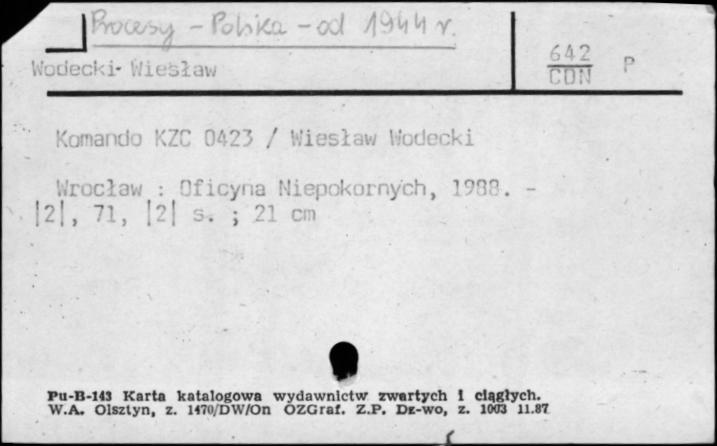 Procesy - Polska - od 1944 r.
Wodecki Wiesław
642
CDN
P
Komando KZC 0423 / Wiesław Wodecki
Wrocław : Oficyna Niepokornych, 1988. -
|2|, 71, |2| s. ; 21 cm
Pu-B-143 Karta katalogowa wydawnictw zwartych i ciągłych.
W.A. Olsztyn, z. 1470/DW/On OZGraf. Z.P. Dz-wo, z. 1003 11.87